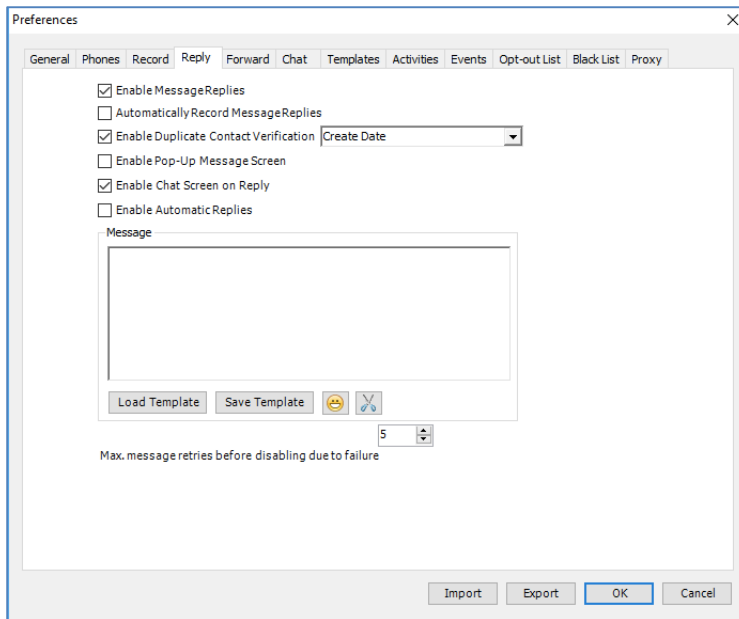 Preferences
General Phones Record Reply Forward Chat Templates Activities Events Opt-out List Black List Proxy
Enable Message Replies
Automatically Record Message Replies
Enable Duplicate Contact Verification Create Date
Enable Pop-Up Message Screen
Enable Chat Screen on Reply
Enable Automatic Replies
Message
Load Template Save Template
5
Max. message retries before disabling due to failure
Import Export OK Cancel